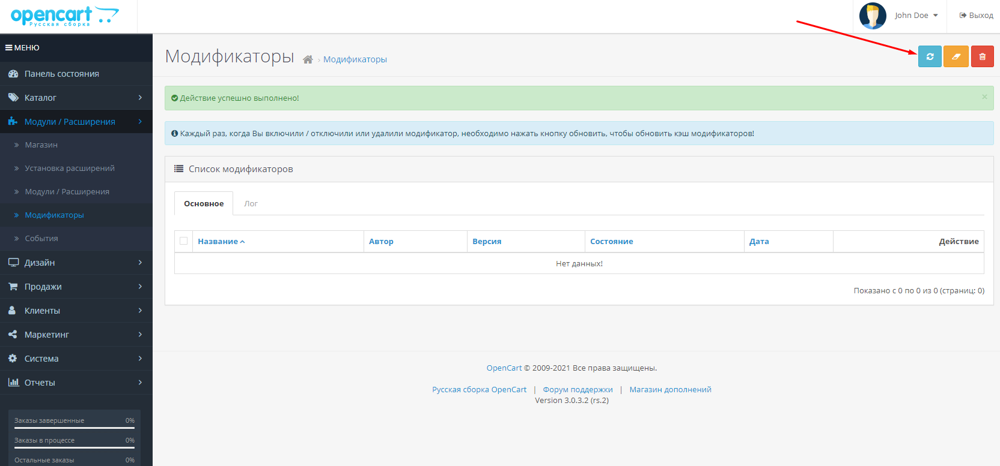 opencart
Русская сборка
John Doe
Выход
МЕНЮ
Панель состояния
Каталог
Модули / Расширения
Магазин
Установка расширений
Модули / Расширения
Модификаторы
События
Дизайн
Продажи
Клиенты
Маркетинг
Система
Отчеты
Заказы завершенные 0%
Заказы в процессе 0%
Остальные заказы 0%
Модификаторы › Модификаторы
Действие успешно выполнено! ×
Каждый раз, когда Вы включили / отключили или удалили модификатор, необходимо нажать кнопку обновить, чтобы обновить кэш модификаторов!
Список модификаторов
Основное Лог
Название Автор Версия Состояние Дата Действие
Нет данных!
Показано с 0 по 0 из 0 (страниц: 0)
OpenCart © 2009-2021 Все права защищены.
Русская сборка OpenCart | Форум поддержки | Магазин дополнений
Version 3.0.3.2 (rs.2)